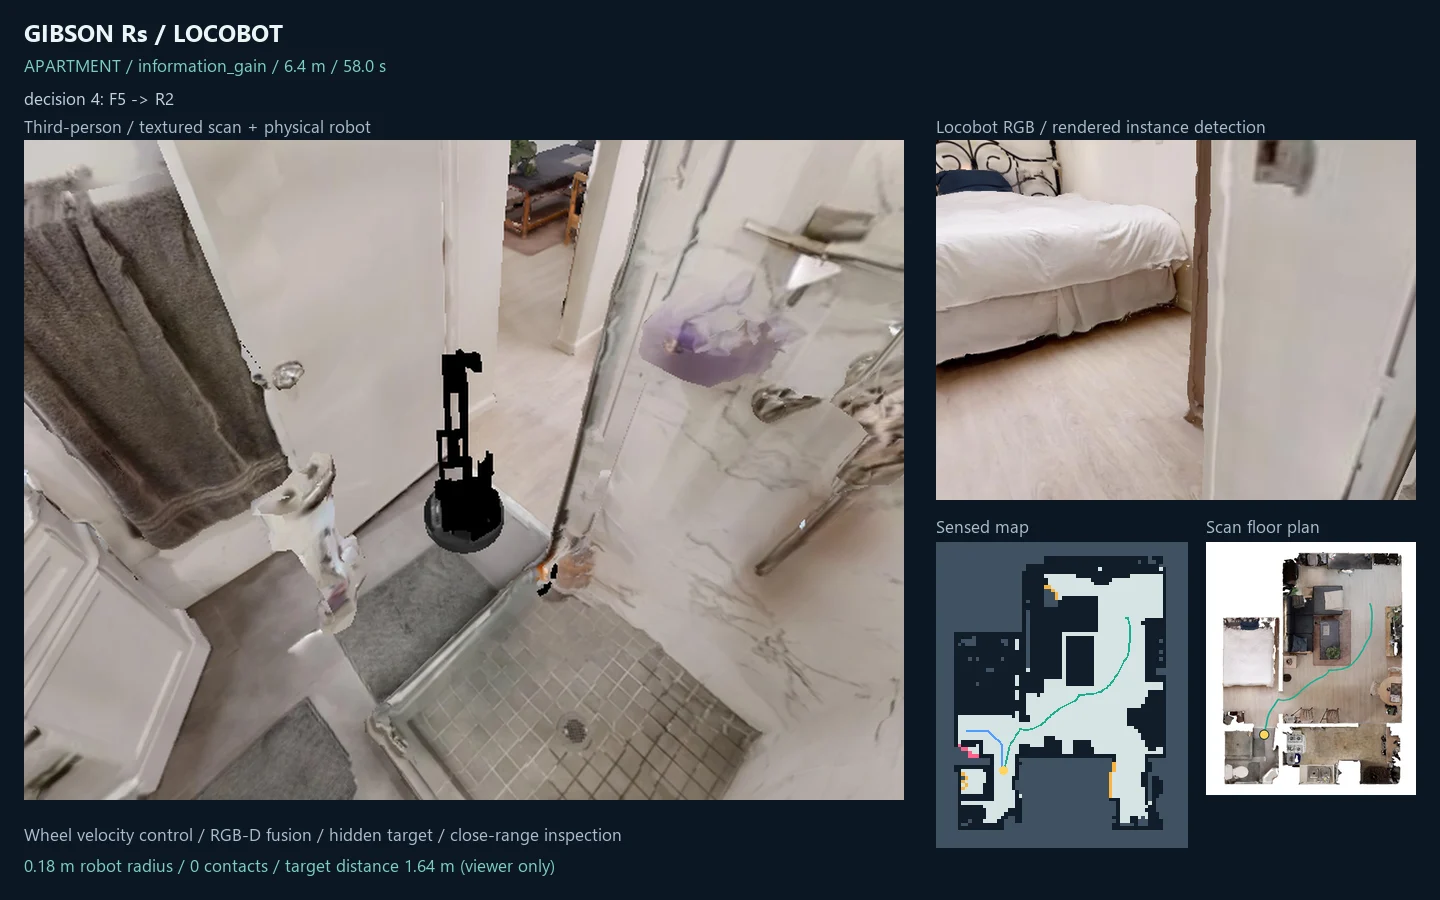 GIBSON Rs / LOCOBOT
APARTMENT / information_gain / 6.4 m / 58.0 s
decision 4: F5 -> R2
Third-person / textured scan + physical robot
Locobot RGB / rendered instance detection
Sensed map
Scan floor plan
Wheel velocity control / RGB-D fusion / hidden target / close-range inspection
0.18 m robot radius / 0 contacts / target distance 1.64 m (viewer only)